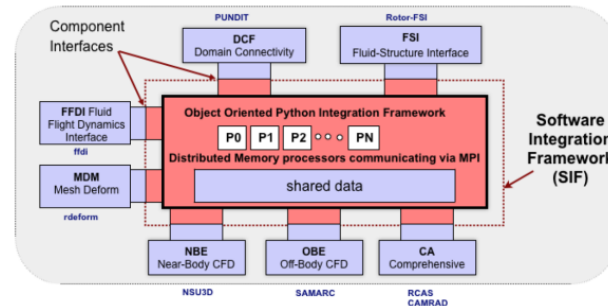 PUNDIT
Rotor-FSI
Component
Interfaces
DCF
Domain Connectivity
FSI
Fluid-Structure Interface
FFDI Fluid
Flight Dynamics
Interface
ffdi
Object Oriented Python Integration Framework
P0 P1 P2 PN
Distributed Memory processors communicating via MPI
shared data
Software
Integration
Framework
(SIF)
MDM
Mesh Deform
rdeform
NBE
Near-Body CFD
OBE
Off-Body CFD
CA
Comprehensive
NSU3D
SAMARC
RCAS
CAMRAD